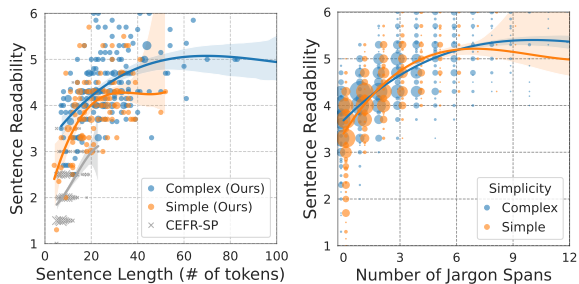 6
5
4
3
2
1
0
20
40
60
80
100
Sentence Readability
Sentence Length (# of tokens)
Complex (Ours)
Simple (Ours)
CEFR-SP
6
5
4
3
2
1
0
3
6
9
12
Sentence Readability
Number of Jargon Spans
Simplicity
Complex
Simple